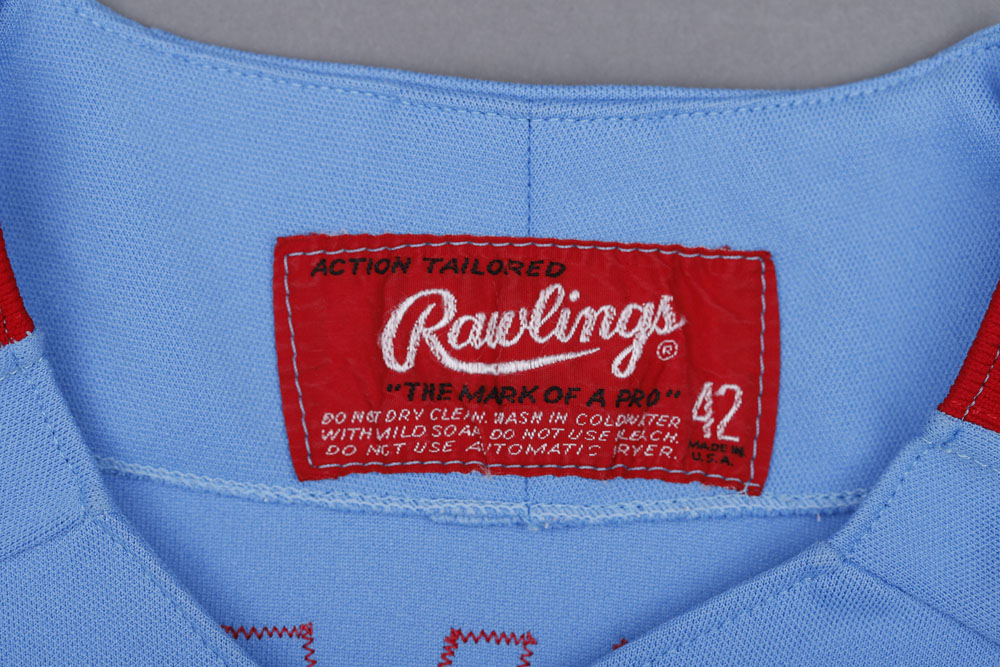 ACTION TAILORED
Rawlings ®
"THE MARK OF A PRO" 42
DO NOT DRY CLEAN. WASH IN COLD WATER
WITH MILD SOAP. DO NOT USE BLEACH.
DO NOT USE AUTOMATIC DRYER.
MADE IN
U.S.A.